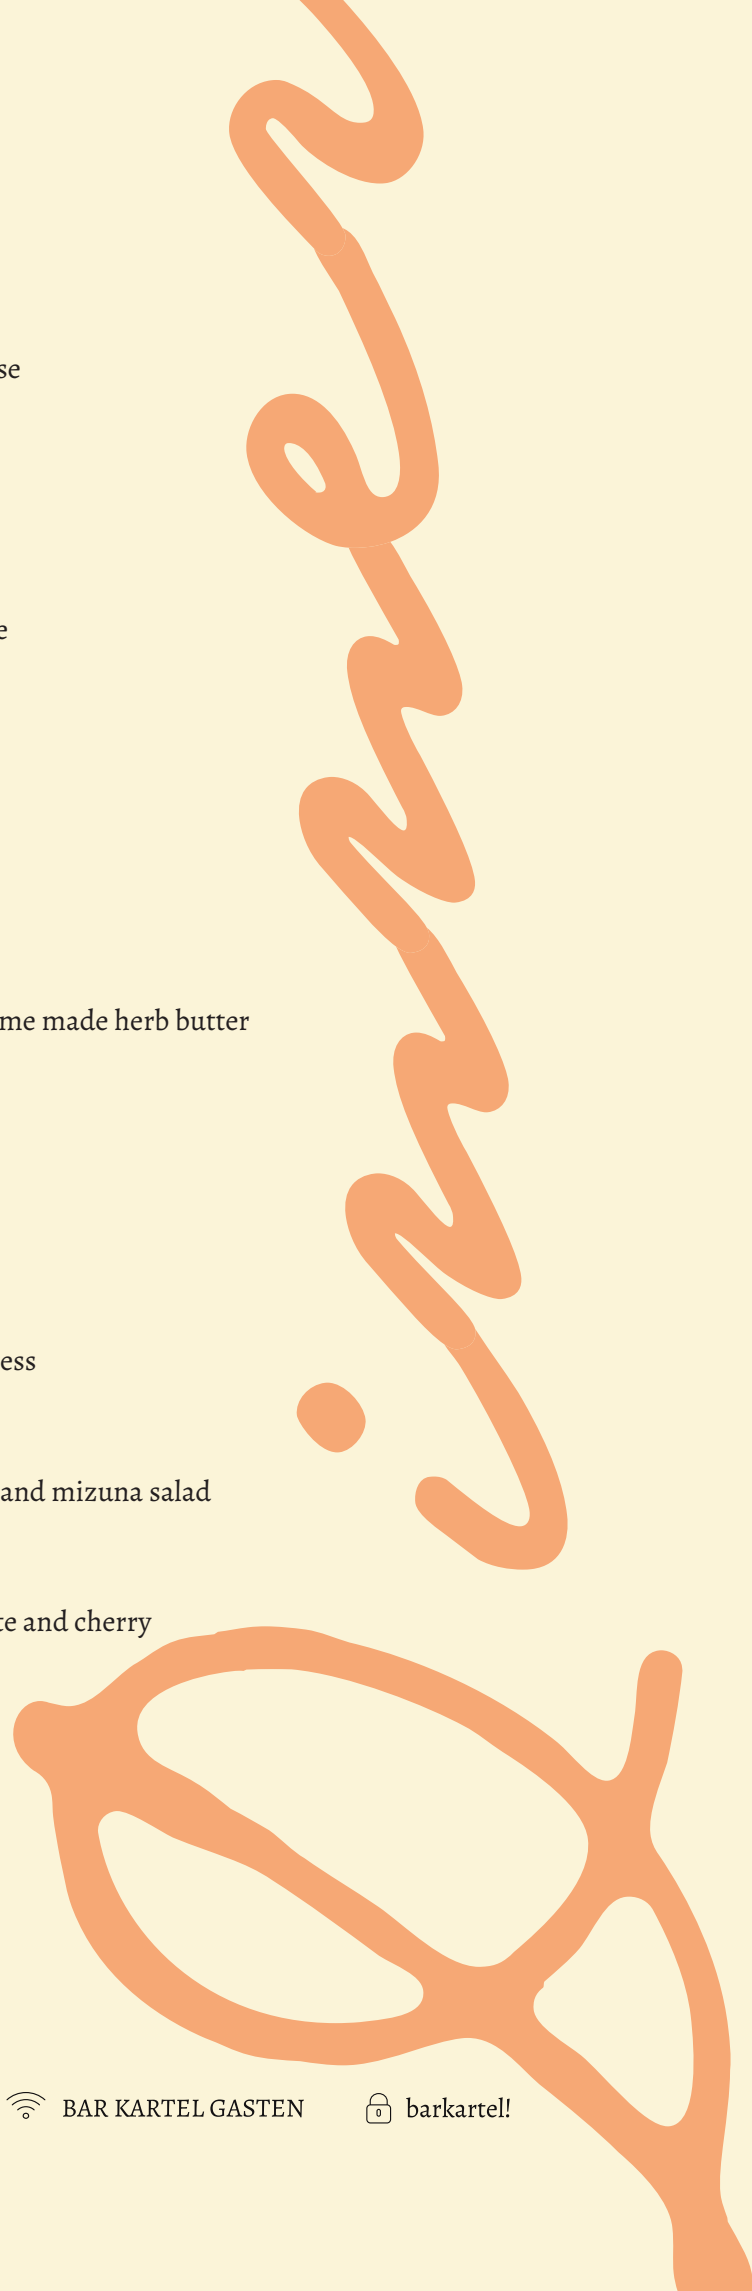 se
e
me made herb butter
ess
and mizuna salad
te and cherry
Dinner
BAR KARTEL GASTEN barkartel!